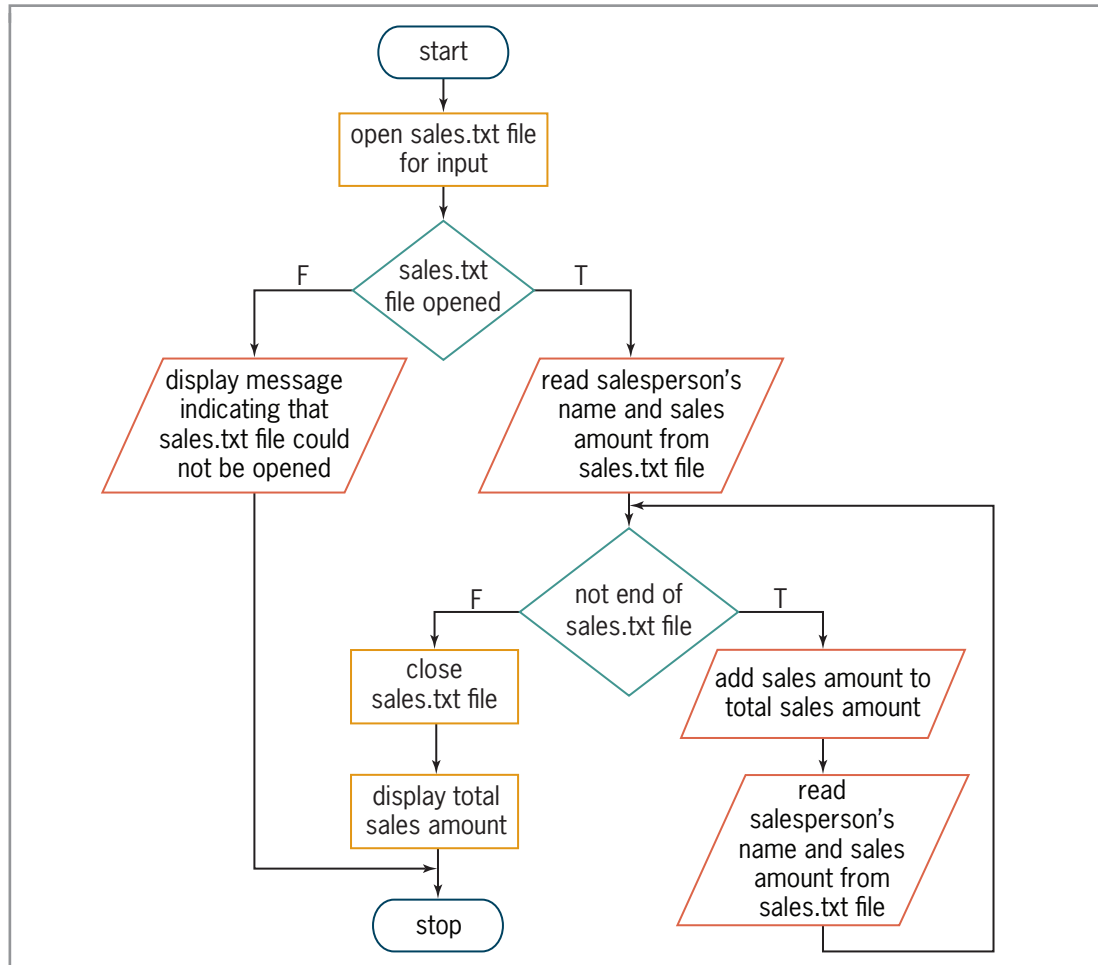 start
open sales.txt file
for input
sales.txt
file opened
F
T
display message
indicating that
sales.txt file could
not be opened
read salesperson's
name and sales
amount from
sales.txt file
not end of
sales.txt file
F
T
close
sales.txt file
add sales amount to
total sales amount
display total
sales amount
read
salesperson's
name and sales
amount from
sales.txt file
stop